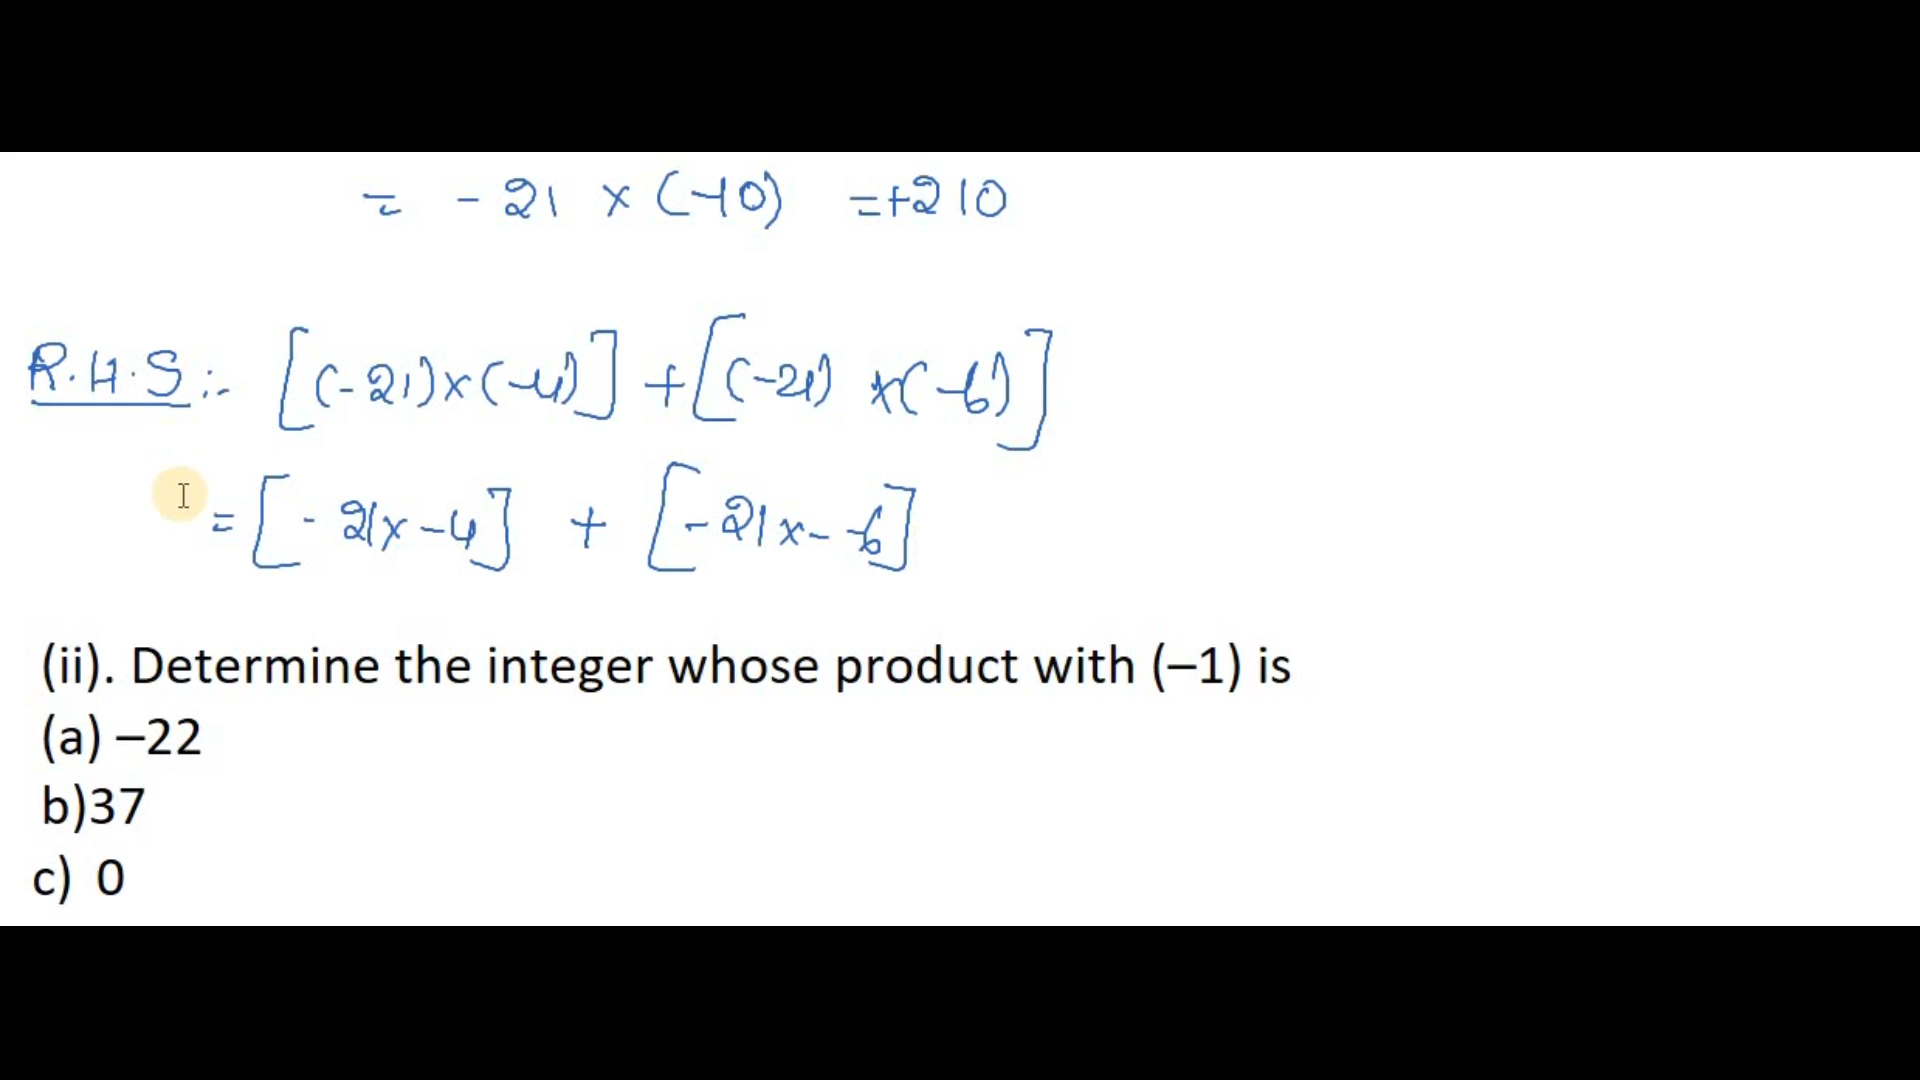 = - 21 × (-10) =+210
R.H.S:- [(-21)×(-4)] +[(-21) ×(-6)]
= [- 21×-4] + [-21×- -6]
(ii). Determine the integer whose product with (–1) is
(a) –22
b)37
c) 0